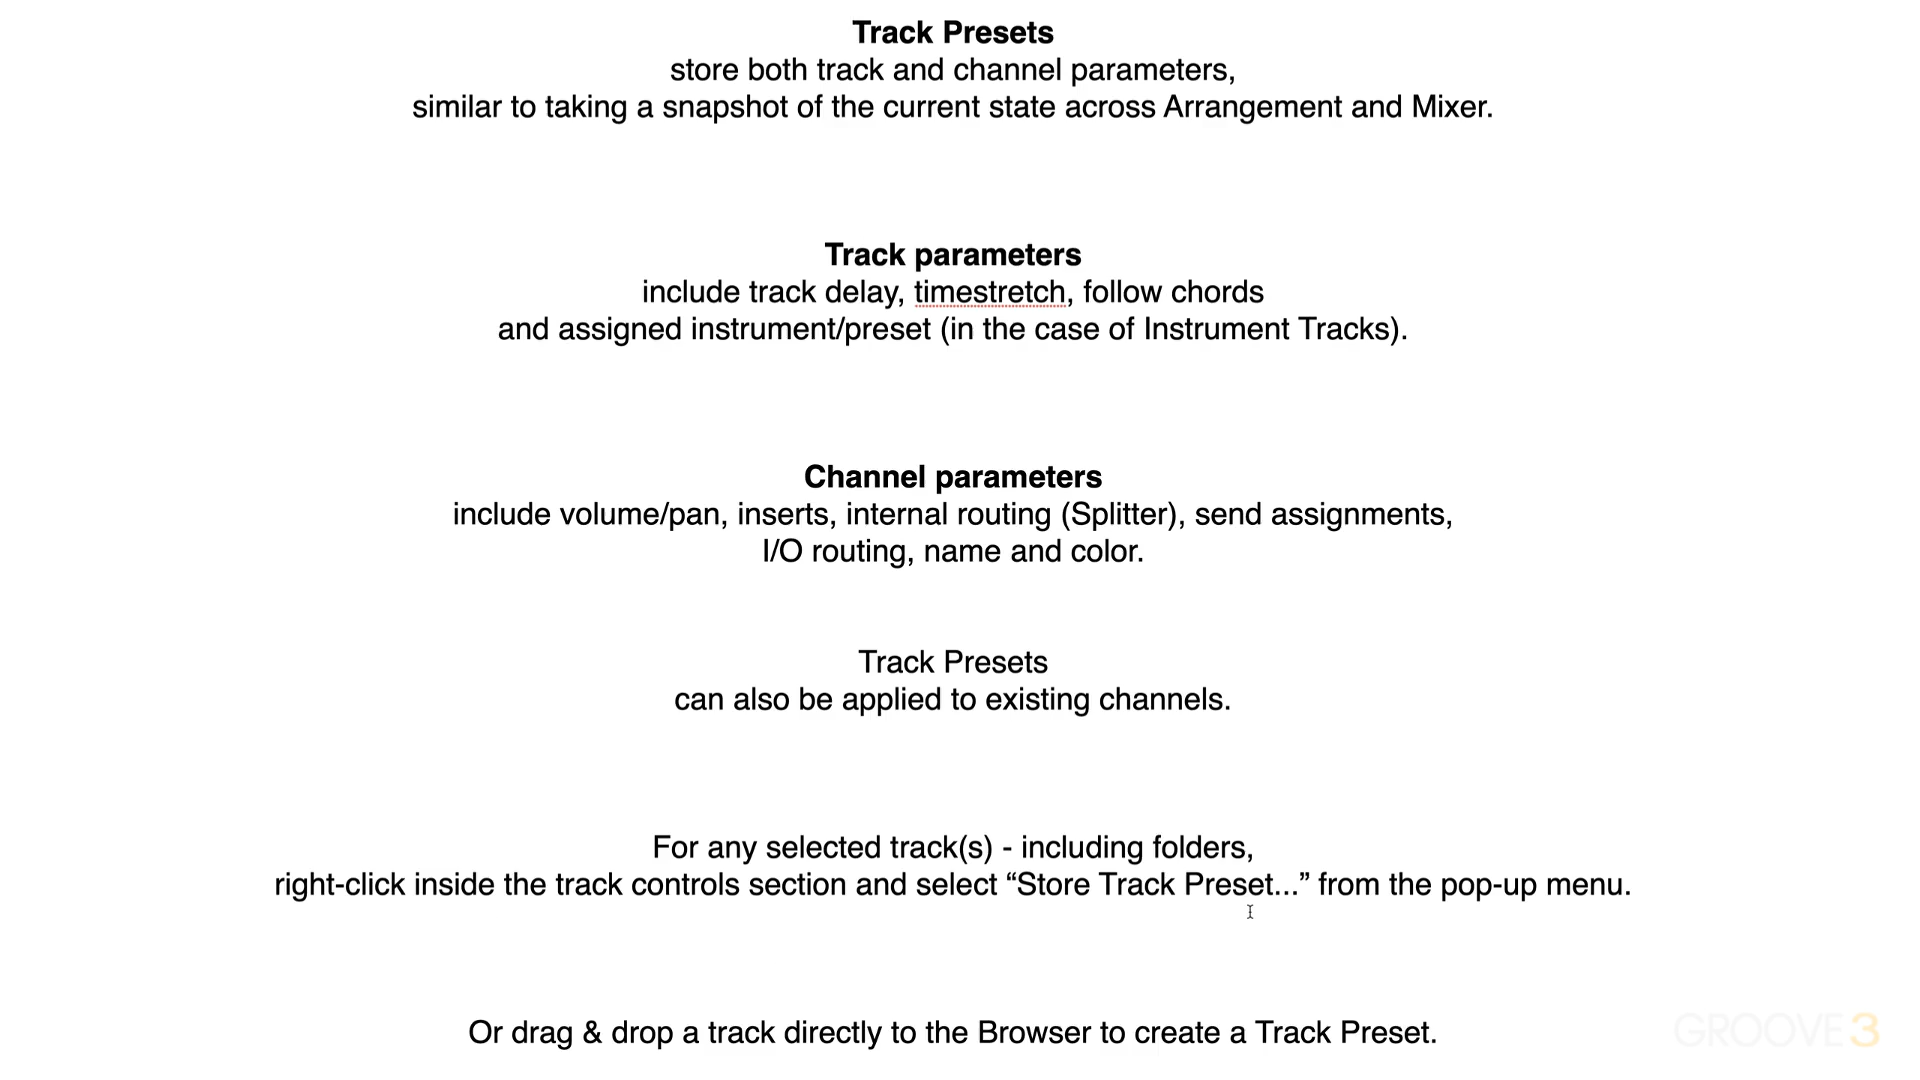 Track Presets
store both track and channel parameters,
similar to taking a snapshot of the current state across Arrangement and Mixer.
Track parameters
include track delay, timestretch, follow chords
and assigned instrument/preset (in the case of Instrument Tracks).
Channel parameters
include volume/pan, inserts, internal routing (Splitter), send assignments,
I/O routing, name and color.
Track Presets
can also be applied to existing channels.
For any selected track(s) - including folders,
right-click inside the track controls section and select “Store Track Preset...” from the pop-up menu.
Or drag & drop a track directly to the Browser to create a Track Preset.
GROOVE3